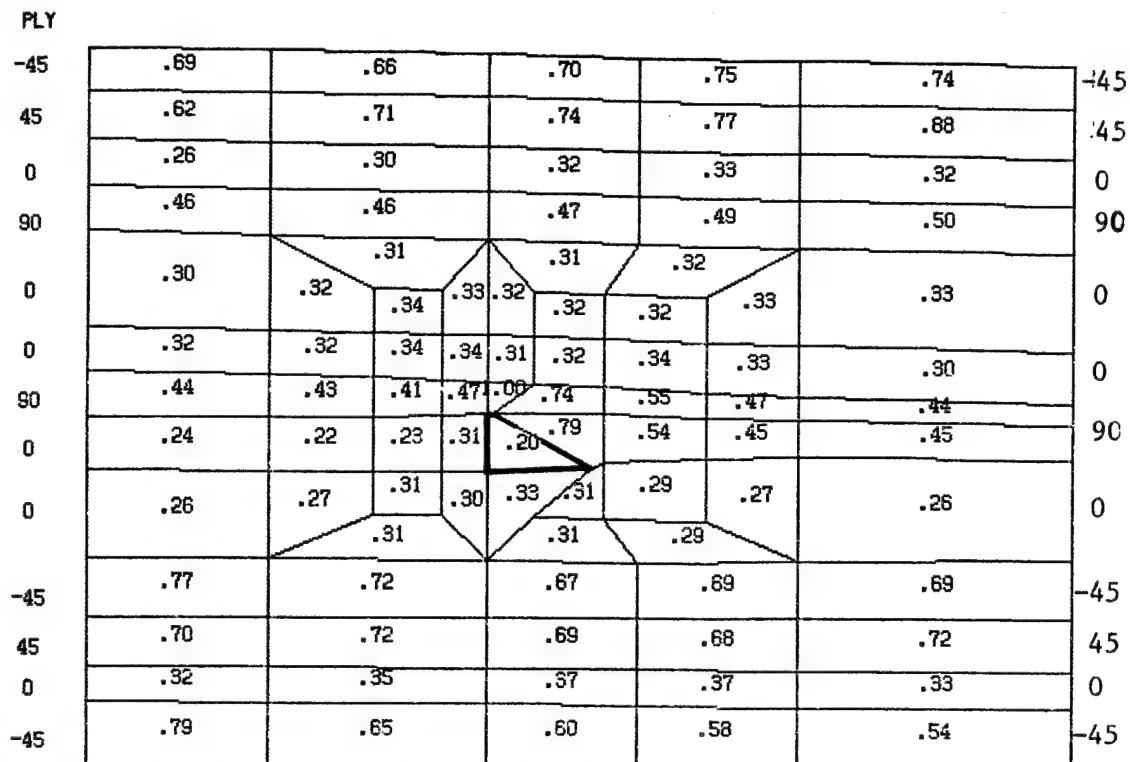 PLY
-45 .69 .66 .70 .75 .74 -45
45 .62 .71 .74 .77 .88 45
0 .26 .30 .32 .33 .32 0
90 .46 .46 .47 .49 .50 90
.31 .31 .32
0 .30 .32 .34 .33 .32 .32 .32 .33 .33 0
0 .32 .32 .34 .34 .31 .32 .34 .33 .30 0
90 .44 .43 .41 .47 1.00 .74 .55 .47 .44
0 .24 .22 .23 .31 .20 .79 .54 .45 .45 90
0 .26 .27 .31 .30 .33 .31 .29 .27 .26 0
.31 .31 .29
-45 .77 .72 .67 .69 .69 -45
45 .70 .72 .69 .68 .72 45
0 .32 .35 .37 .37 .33 0
-45 .79 .65 .60 .58 .54 -45